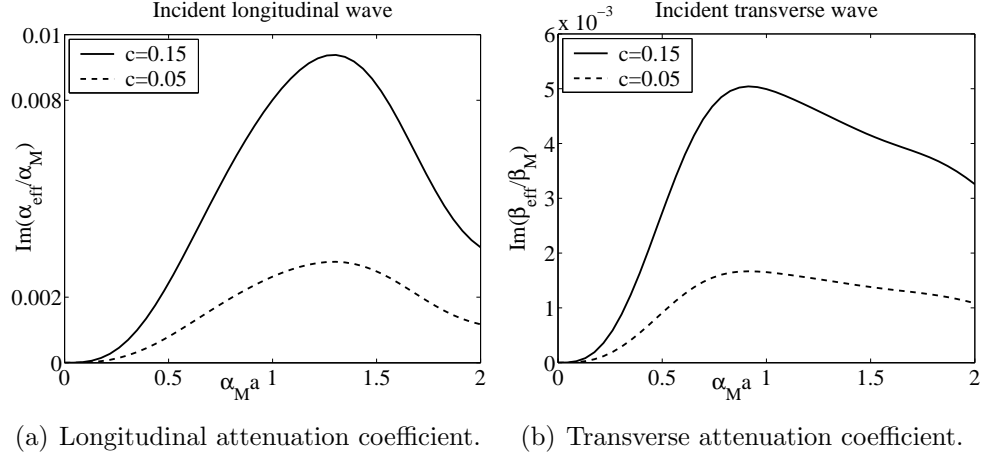 Incident longitudinal wave
0.01
0.008
0.002
0
c=0.15
c=0.05
Im(α_eff/α_M)
0 0.5 1 1.5 2
α_M a
(a) Longitudinal attenuation coefficient.
Incident transverse wave
6 x 10^-3
5
4
3
2
1
0
c=0.15
c=0.05
Im(β_eff/β_M)
0 0.5 1 1.5 2
α_M a
(b) Transverse attenuation coefficient.